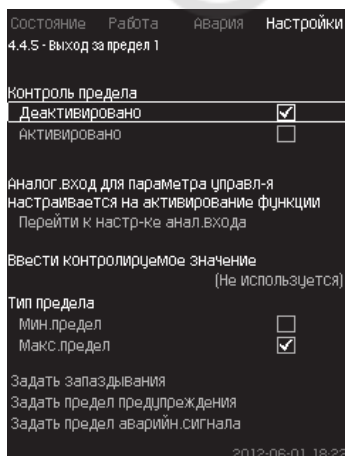 Состояние Работа Авария Настройки
4.4.5 - Выход за предел 1
Контроль предела
Деактивировано
Активировано
Аналог.вход для параметра управл-я
настраивается на активирование функции
Перейти к настр-ке анал.входа
Ввести контролируемое значение
(Не используется)
Тип предела
Мин.предел
Макс.предел
Задать запаздывания
Задать предел предупреждения
Задать предел аварийн.сигнала
2012-06-01 18:22